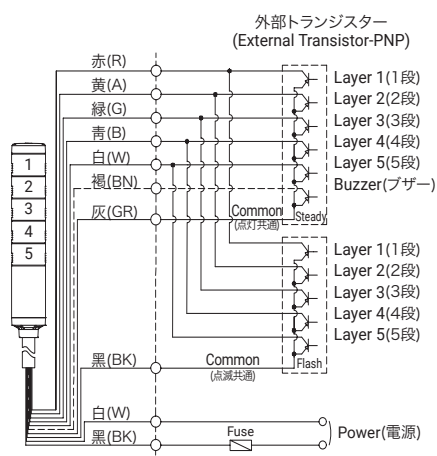 外部トランジスター
(External Transistor-PNP)
赤(R)
黄(A)
緑(G)
靑(B)
白(W)
褐(BN)
灰(GR)
Common
(点灯共通)
Steady
Layer 1(1段)
Layer 2(2段)
Layer 3(3段)
Layer 4(4段)
Layer 5(5段)
Buzzer(ブザー)
1
2
3
4
5
Layer 1(1段)
Layer 2(2段)
Layer 3(3段)
Layer 4(4段)
Layer 5(5段)
黑(BK)
Common
(点滅共通)
Flash
白(W)
黑(BK)
Fuse
Power(電源)